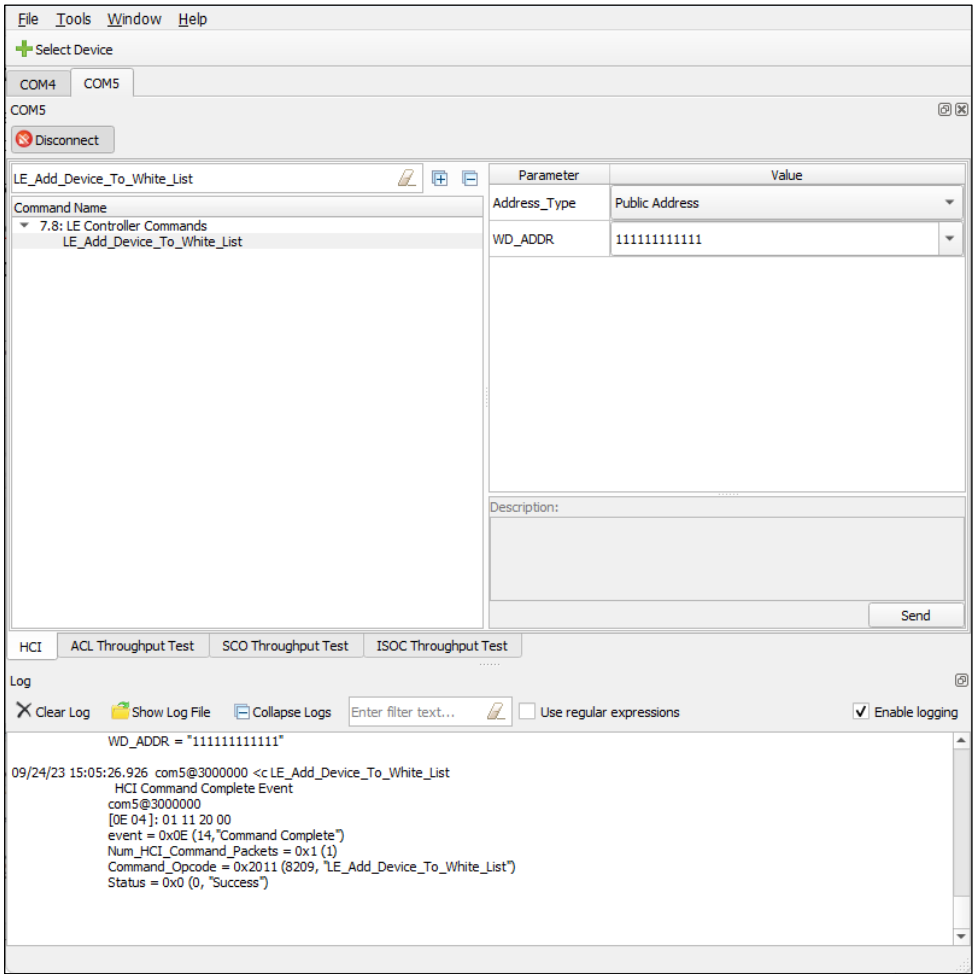 File Tools Window Help
Select Device
COM4 COM5
COM5
Disconnect
LE_Add_Device_To_White_List
Command Name
7.8: LE Controller Commands
LE_Add_Device_To_White_List
Parameter Value
Address_Type Public Address
WD_ADDR 111111111111
Description:
Send
HCI ACL Throughput Test SCO Throughput Test ISOC Throughput Test
Log
Clear Log Show Log File Collapse Logs Enter filter text... Use regular expressions Enable logging
WD_ADDR = "111111111111"
09/24/23 15:05:26.926 com5@3000000 <c LE_Add_Device_To_White_List
HCI Command Complete Event
com5@3000000
[0E 04 ]: 01 11 20 00
event = 0x0E (14,"Command Complete")
Num_HCI_Command_Packets = 0x1 (1)
Command_Opcode = 0x2011 (8209, "LE_Add_Device_To_White_List")
Status = 0x0 (0, "Success")